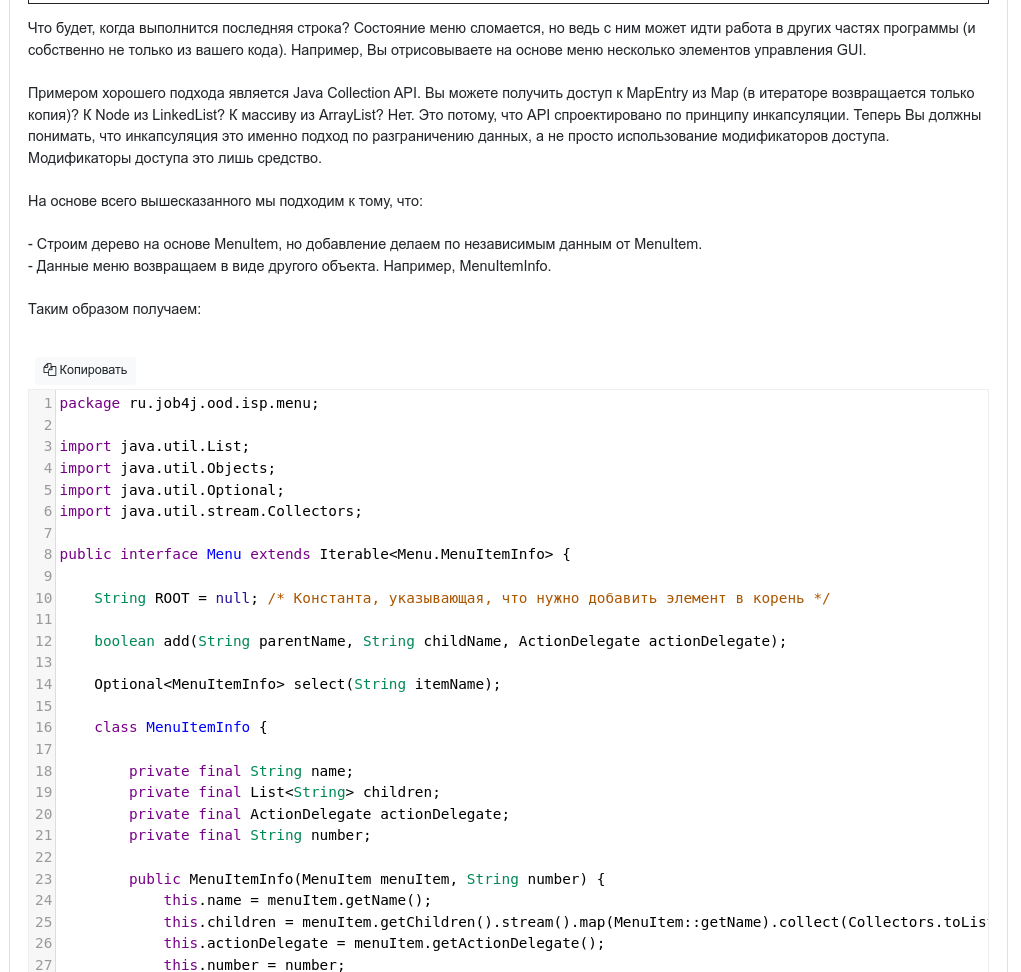 Что будет, когда выполнится последняя строка? Состояние меню сломается, но ведь с ним может идти работа в других частях программы (и
собственно не только из вашего кода). Например, Вы отрисовываете на основе меню несколько элементов управления GUI.
Примером хорошего подхода является Java Collection API. Вы можете получить доступ к MapEntry из Map (в итераторе возвращается только
копия)? К Node из LinkedList? К массиву из ArrayList? Нет. Это потому, что API спроектировано по принципу инкапсуляции. Теперь Вы должны
понимать, что инкапсуляция это именно подход по разграничению данных, а не просто использование модификаторов доступа.
Модификаторы доступа это лишь средство.
На основе всего вышесказанного мы подходим к тому, что:
- Строим дерево на основе MenuItem, но добавление делаем по независимым данным от MenuItem.
- Данные меню возвращаем в виде другого объекта. Например, MenuItemInfo.
Таким образом получаем:
Копировать
1 package ru.job4j.ood.isp.menu;
2
3 import java.util.List;
4 import java.util.Objects;
5 import java.util.Optional;
6 import java.util.stream.Collectors;
7
8 public interface Menu extends Iterable<Menu.MenuItemInfo> {
9
10     String ROOT = null; /* Константа, указывающая, что нужно добавить элемент в корень */
11
12     boolean add(String parentName, String childName, ActionDelegate actionDelegate);
13
14     Optional<MenuItemInfo> select(String itemName);
15
16     class MenuItemInfo {
17
18         private final String name;
19         private final List<String> children;
20         private final ActionDelegate actionDelegate;
21         private final String number;
22
23         public MenuItemInfo(MenuItem menuItem, String number) {
24             this.name = menuItem.getName();
25             this.children = menuItem.getChildren().stream().map(MenuItem::getName).collect(Collectors.toLis
26             this.actionDelegate = menuItem.getActionDelegate();
27             this.number = number;